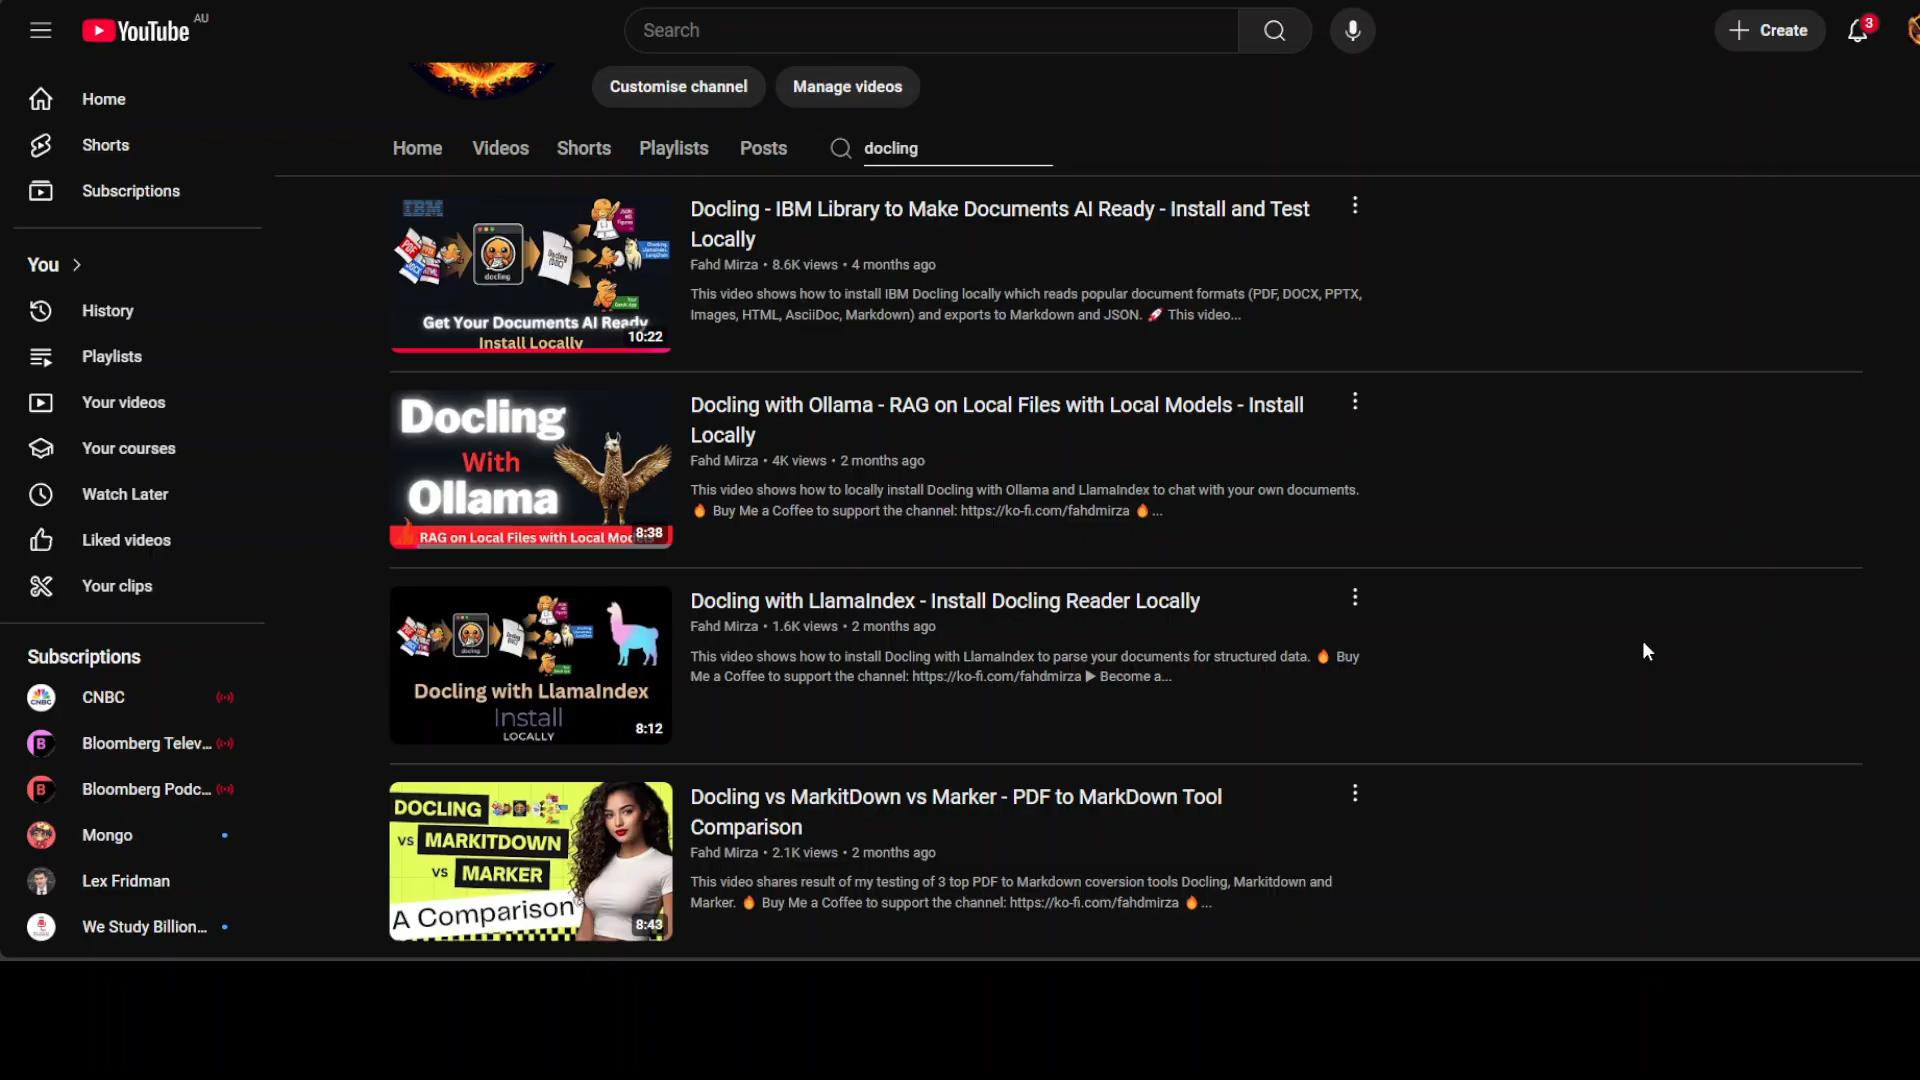 YouTube AU
Search
Create
3
Customise channel
Manage videos
Home
Shorts
Subscriptions
You
History
Playlists
Your videos
Your courses
Watch Later
Liked videos
Your clips
Subscriptions
CNBC
Bloomberg Telev...
Bloomberg Podc...
Mongo
Lex Fridman
We Study Billion...
Home Videos Shorts Playlists Posts docling
IBM
docling
Get Your Documents AI Ready
Install Locally
10:22
Docling - IBM Library to Make Documents AI Ready - Install and Test
Locally
Fahd Mirza • 8.6K views • 4 months ago
This video shows how to install IBM Docling locally which reads popular document formats (PDF, DOCX, PPTX,
Images, HTML, AsciiDoc, Markdown) and exports to Markdown and JSON. 🚀 This video...
Docling
With
Ollama
RAG on Local Files with Local
8:38
Docling with Ollama - RAG on Local Files with Local Models - Install
Locally
Fahd Mirza • 4K views • 2 months ago
This video shows how to locally install Docling with Ollama and LlamaIndex to chat with your own documents.
🔥 Buy Me a Coffee to support the channel: https://ko-fi.com/fahdmirza 🔥 ...
docling
Docling with LlamaIndex
Install
LOCALLY
8:12
Docling with LlamaIndex - Install Docling Reader Locally
Fahd Mirza • 1.6K views • 2 months ago
This video shows how to install Docling with LlamaIndex to parse your documents for structured data. 🔥 Buy
Me a Coffee to support the channel: https://ko-fi.com/fahdmirza ▶ Become a...
DOCLING
VS MARKITDOWN
VS MARKER
A Comparison
8:43
Docling vs MarkitDown vs Marker - PDF to MarkDown Tool
Comparison
Fahd Mirza • 2.1K views • 2 months ago
This video shares result of my testing of 3 top PDF to Markdown coversion tools Docling, Markitdown and
Marker. 🔥 Buy Me a Coffee to support the channel: https://ko-fi.com/fahdmirza 🔥 ...